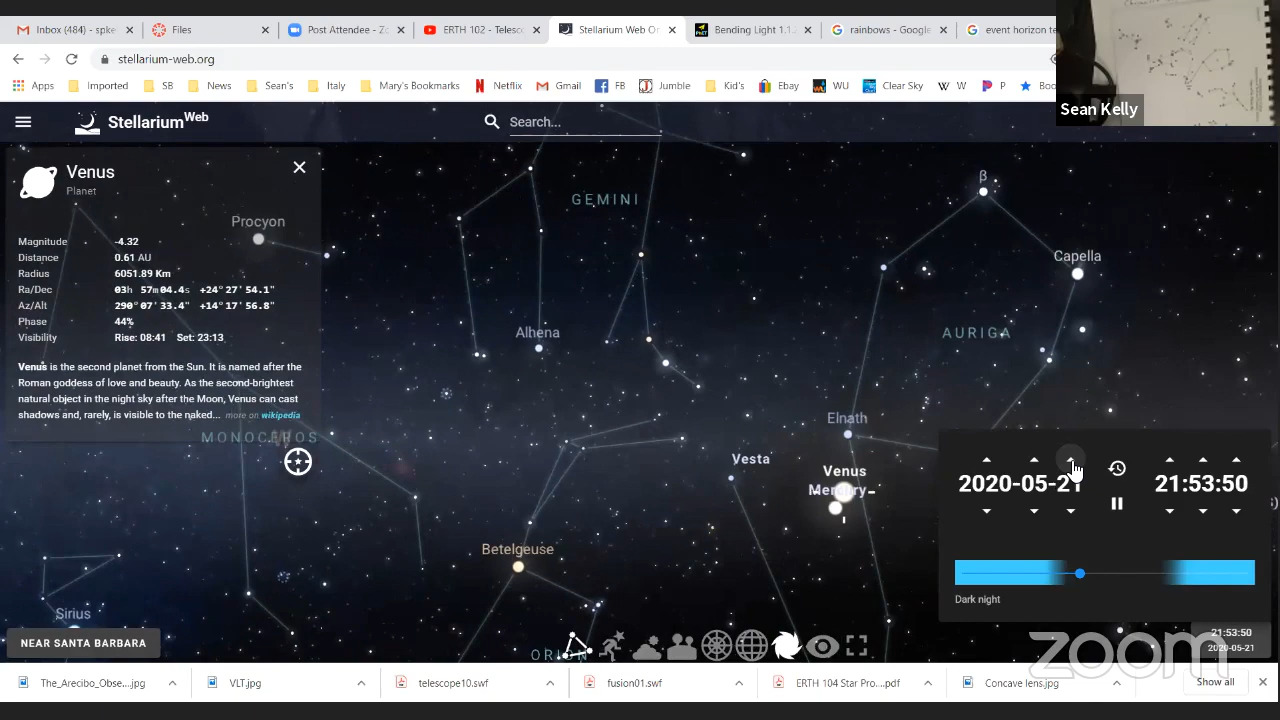 Inbox (484) - spke
Files
Post Attendee - Zo
ERTH 102 - Telesco
Stellarium Web On
Bending Light 1.1.
rainbows - Google
event horizon te
stellarium-web.org
Apps
Imported
SB
News
Sean's
Italy
Mary's Bookmarks
Netflix
Gmail
FB
Jumble
Kid's
Ebay
WU
Clear Sky
W
P
Boo
Sean Kelly
StellariumWeb
Search...
Venus
Planet
Magnitude -4.32
Distance 0.61 AU
Radius 6051.89 Km
Ra/Dec 03h 57m 04.4s +24° 27' 54.1"
Az/Alt 290° 07' 33.4" +14° 17' 56.8"
Phase 44%
Visibility Rise: 08:41 Set: 23:13
Venus is the second planet from the Sun. It is named after the
Roman goddess of love and beauty. As the second-brightest
natural object in the night sky after the Moon, Venus can cast
shadows and, rarely, is visible to the naked... more on wikipedia
Procyon
GEMINI
β
Capella
Alhena
AURIGA
Elnath
MONOCEROS
Vesta
Venus
Mercury
Betelgeuse
Sirius
ORION
2020-05-21
21:53:50
Dark night
NEAR SANTA BARBARA
21:53:50
2020-05-21
zoom
The_Arecibo_Obse....jpg
VLT.jpg
telescope10.swf
fusion01.swf
ERTH 104 Star Pro....pdf
Concave lens.jpg
Show all